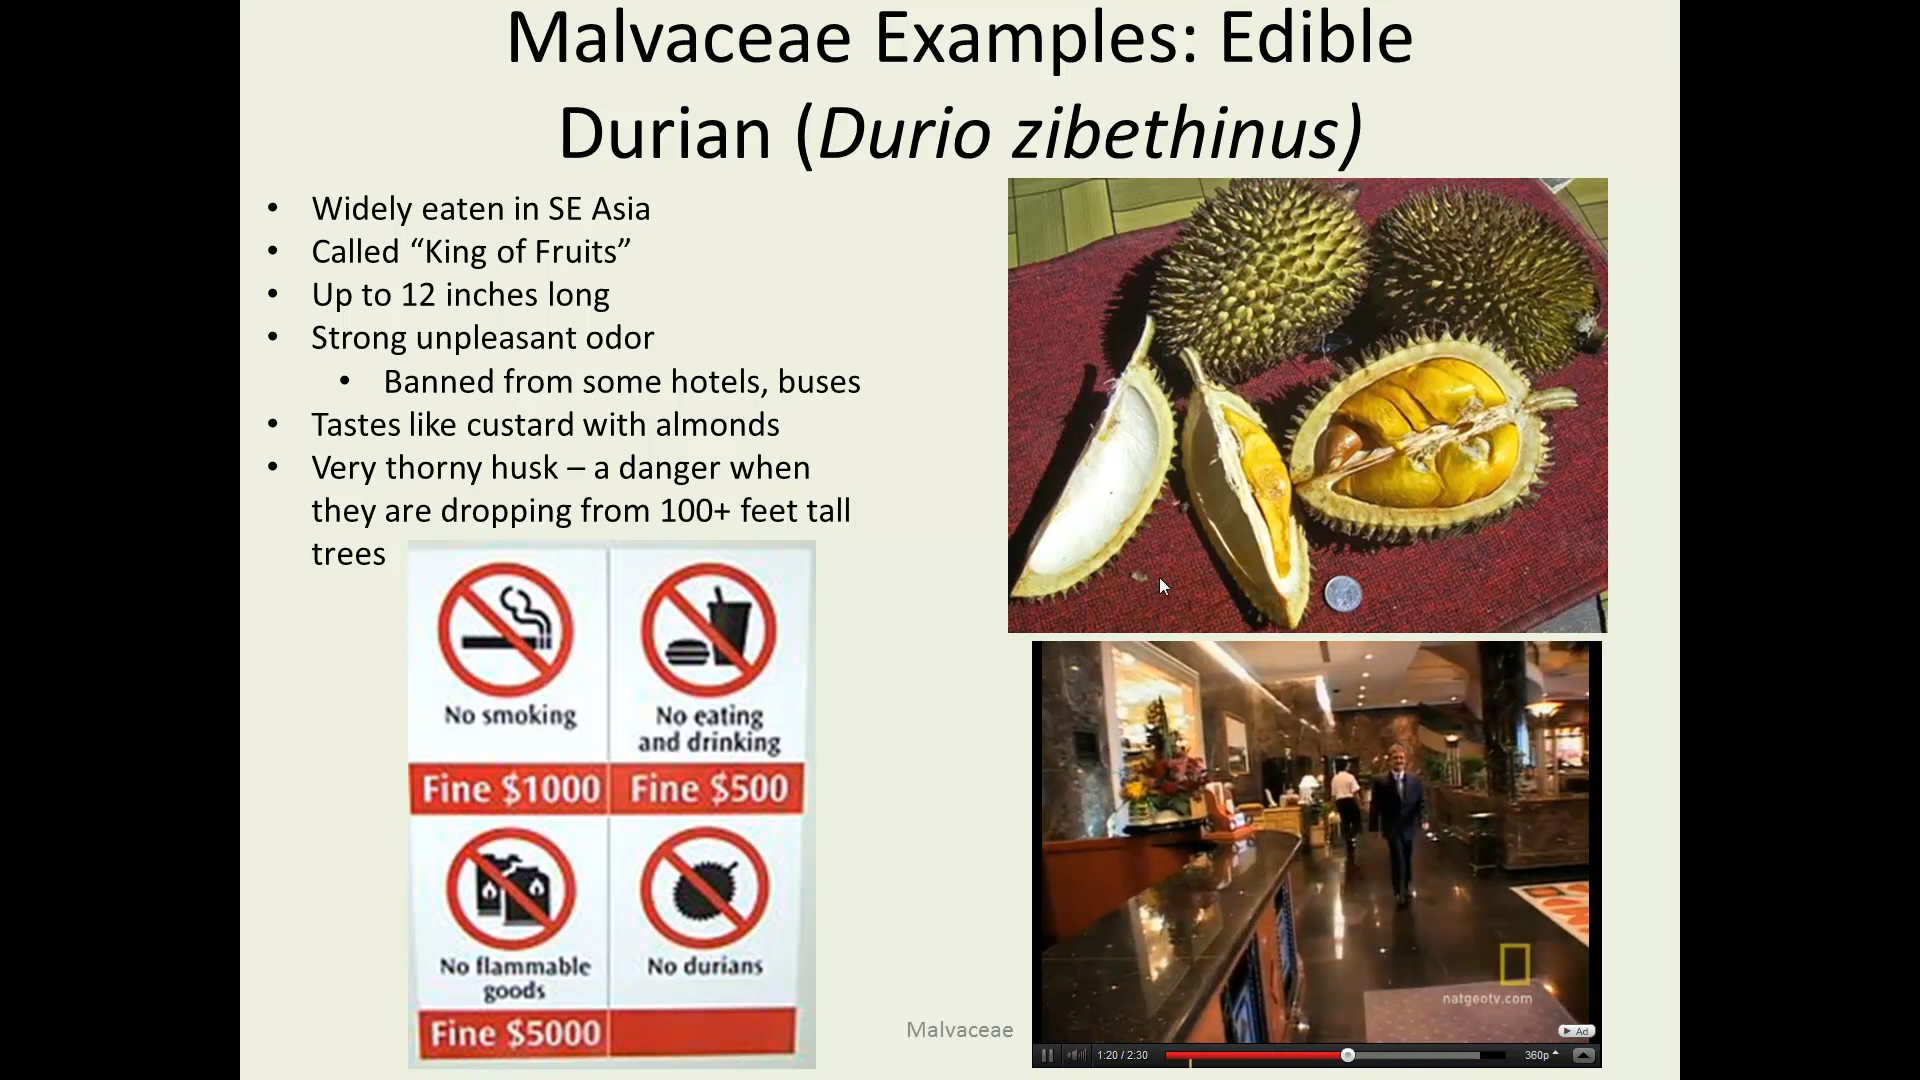 Malvaceae Examples: Edible
Durian (Durio zibethinus)
• Widely eaten in SE Asia
• Called “King of Fruits”
• Up to 12 inches long
• Strong unpleasant odor
• Banned from some hotels, buses
• Tastes like custard with almonds
• Very thorny husk – a danger when
they are dropping from 100+ feet tall
trees
No smoking
No eating
and drinking
Fine $1000
Fine $500
No flammable
goods
No durians
Fine $5000
Malvaceae
natgeotv.com
Ad
1:20 / 2:30
360p